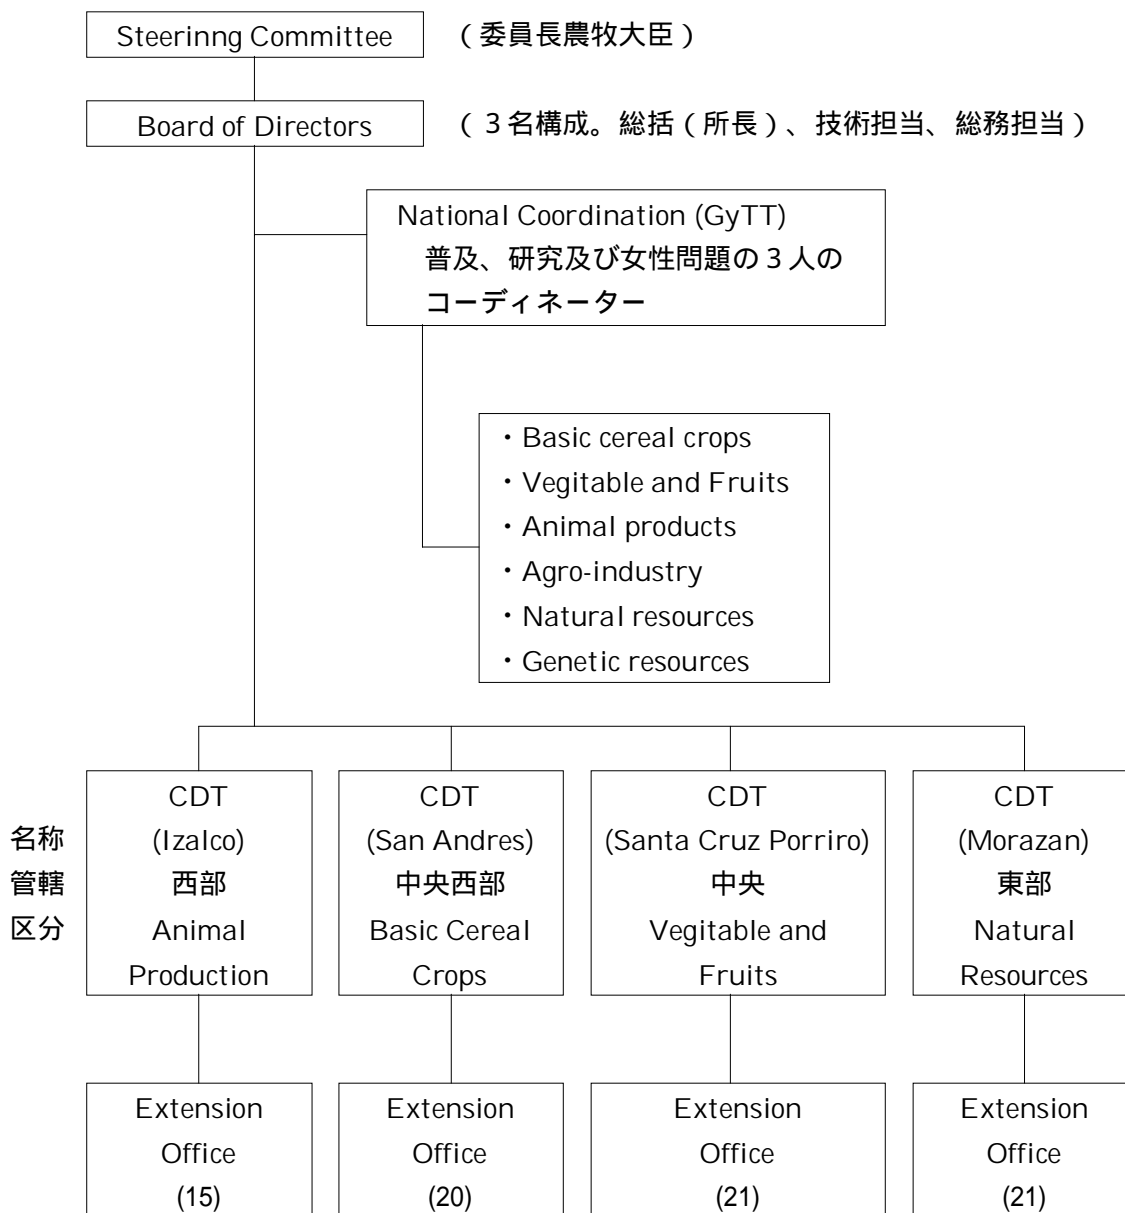 Steerinng Committee （委員長農牧大臣）
Board of Directors （３名構成。総括（所長）、技術担当、総務担当）
National Coordination (GyTT)
普及、研究及び女性問題の３人の
コーディネーター
・Basic cereal crops
・Vegitable and Fruits
・Animal products
・Agro-industry
・Natural resources
・Genetic resources
名称
管轄
区分
CDT
(Izalco)
西部
Animal
Production
CDT
(San Andres)
中央西部
Basic Cereal
Crops
CDT
(Santa Cruz Porriro)
中央
Vegitable and
Fruits
CDT
(Morazan)
東部
Natural
Resources
Extension
Office
(15)
Extension
Office
(20)
Extension
Office
(21)
Extension
Office
(21)